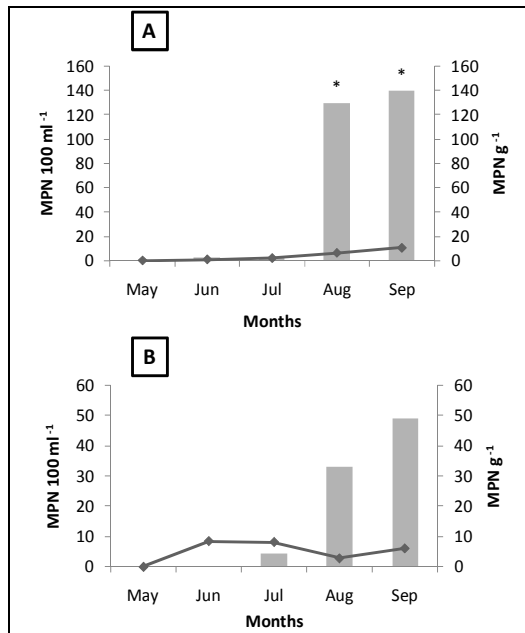 A
160 160
140 * * 140
120 120
100 100
80 80
60 60
40 40
20 20
0 0
MPN 100 ml -1
MPN g -1
May Jun Jul Aug Sep
Months
B
60 60
50 50
40 40
30 30
20 20
10 10
0 0
MPN 100 ml -1
MPN g -1
May Jun Jul Aug Sep
Months